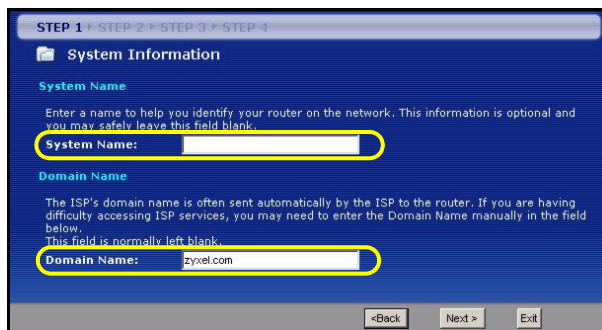 STEP 1 ▸ STEP 2 ▸ STEP 3 ▸ STEP 4
System Information
System Name
Enter a name to help you identify your router on the network. This information is optional and
you may safely leave this field blank.
System Name:
Domain Name
The ISP's domain name is often sent automatically by the ISP to the router. If you are having
difficulty accessing ISP services, you may need to enter the Domain Name manually in the field
below.
This field is normally left blank.
Domain Name: zyxel.com
<Back Next > Exit